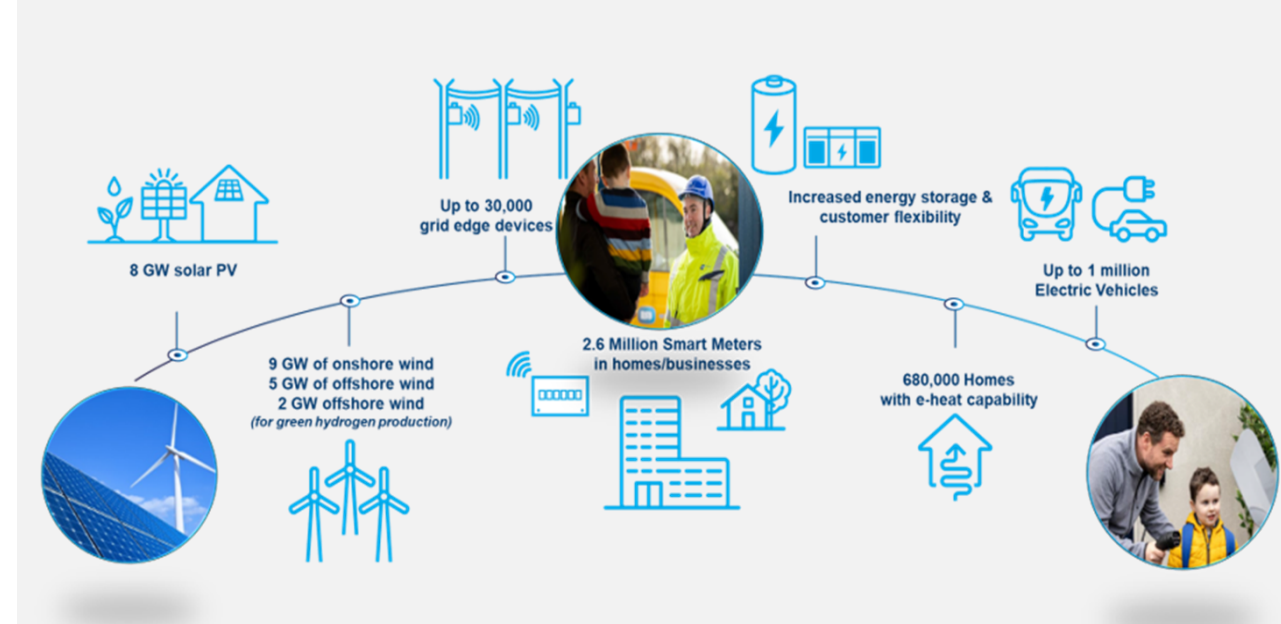 8 GW solar PV
9 GW of onshore wind
5 GW of offshore wind
2 GW offshore wind
(for green hydrogen production)
Up to 30,000
grid edge devices
2.6 Million Smart Meters
in homes/businesses
Increased energy storage &
customer flexibility
680,000 Homes
with e-heat capability
Up to 1 million
Electric Vehicles